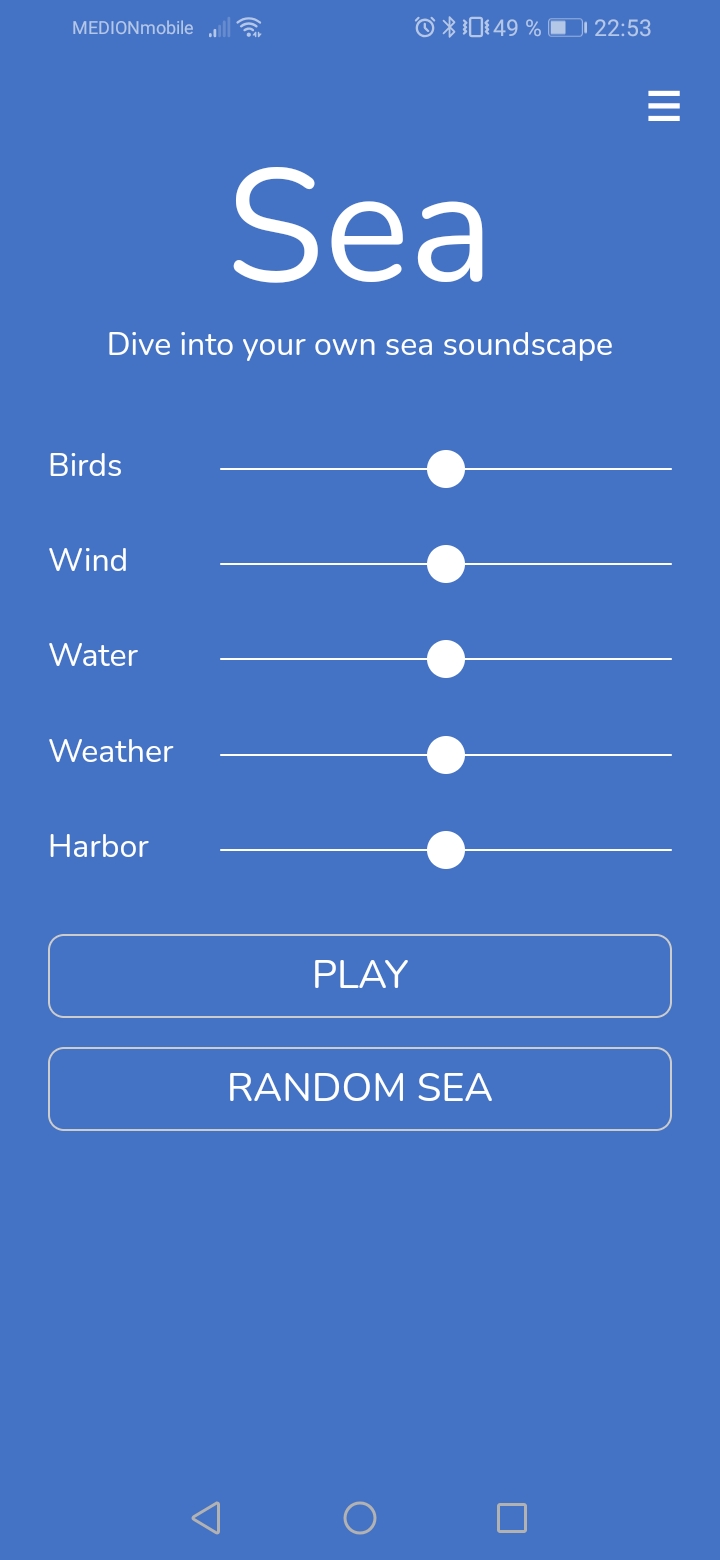 MEDIONmobile 49 % 22:53
Sea
Dive into your own sea soundscape
Birds
Wind
Water
Weather
Harbor
PLAY
RANDOM SEA